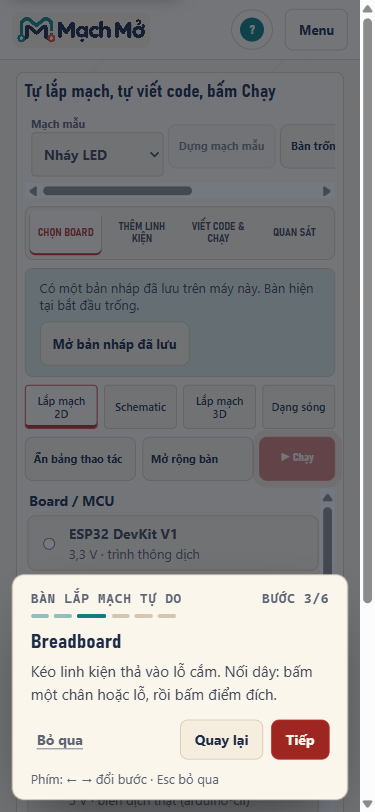 Mạch Mở
?
Menu
Tự lắp mạch, tự viết code, bấm Chạy
Mạch mẫu
Nháy LED
Dựng mạch mẫu
Bàn trốn
CHỌN BOARD
THÊM LINH
KIỆN
VIẾT CODE &
CHẠY
QUAN SÁT
Có một bản nháp đã lưu trên máy này. Bàn hiện
tại bắt đầu trống.
Mở bản nháp đã lưu
Lắp mạch
2D
Schematic
Lắp mạch
3D
Dạng sóng
Ẩn bảng thao tác
Mở rộng bàn
▶ Chạy
Board / MCU
ESP32 DevKit V1
3,3 V · trình thông dịch
BÀN LẮP MẠCH TỰ DO
BƯỚC 3/6
Breadboard
Kéo linh kiện thả vào lỗ cắm. Nối dây: bấm
một chân hoặc lỗ, rồi bấm điểm đích.
Bỏ qua
Quay lại
Tiếp
Phím: ← → đổi bước · Esc bỏ qua
5 V · biên dịch thật (arduino-cli)